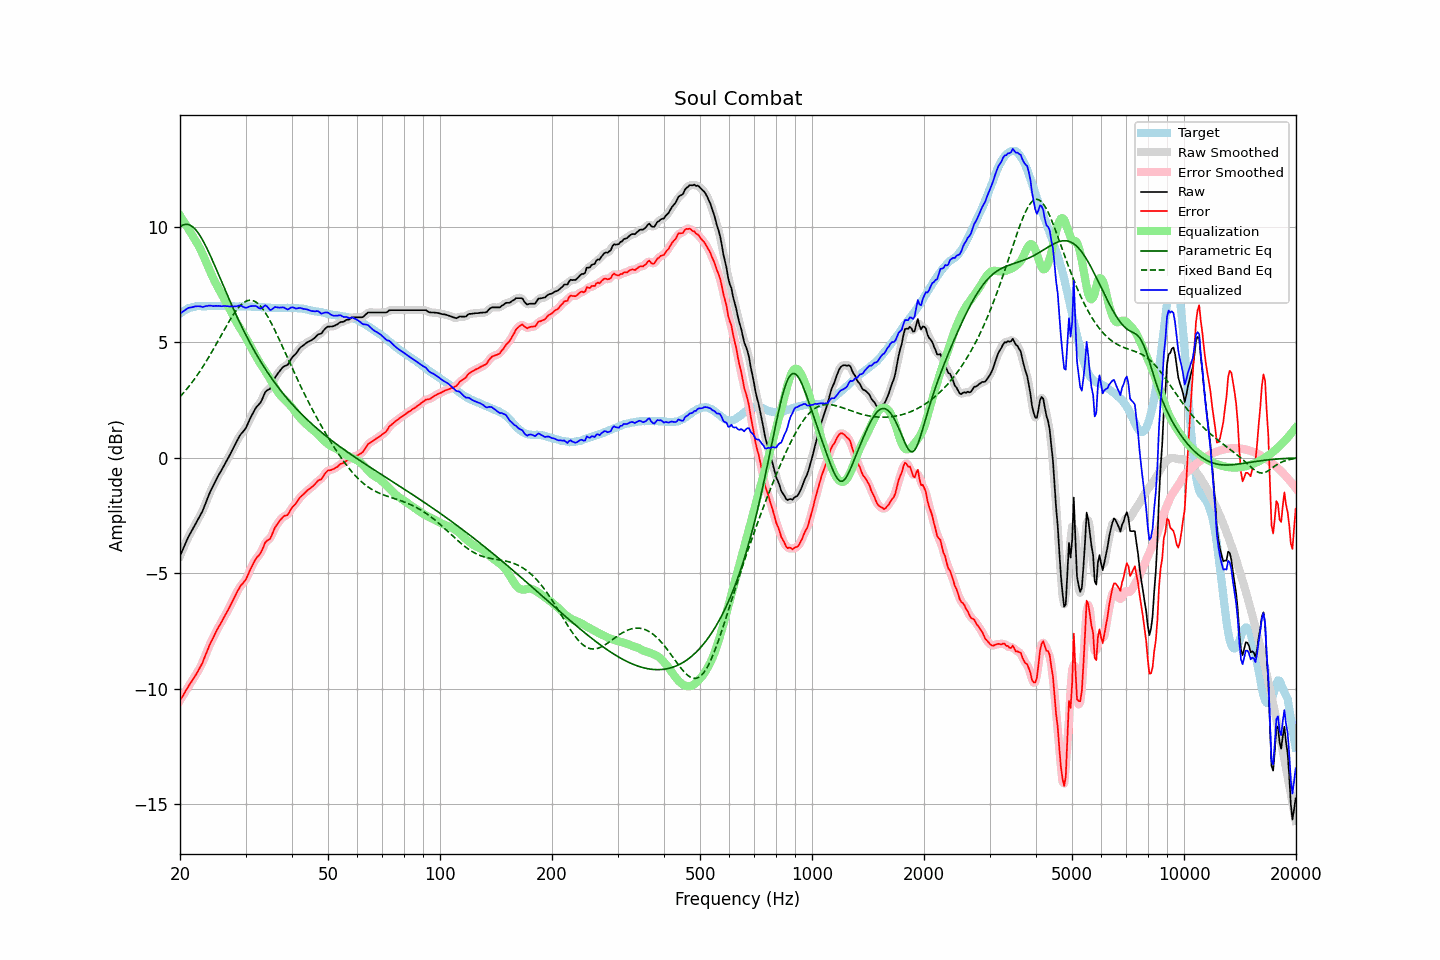 Soul Combat
Amplitude (dBr)
10
5
0
−5
−10
−15
Target
Raw Smoothed
Error Smoothed
Raw
Error
Equalization
Parametric Eq
Fixed Band Eq
Equalized
20 50 100 200 500 1000 2000 5000 10000 20000
Frequency (Hz)